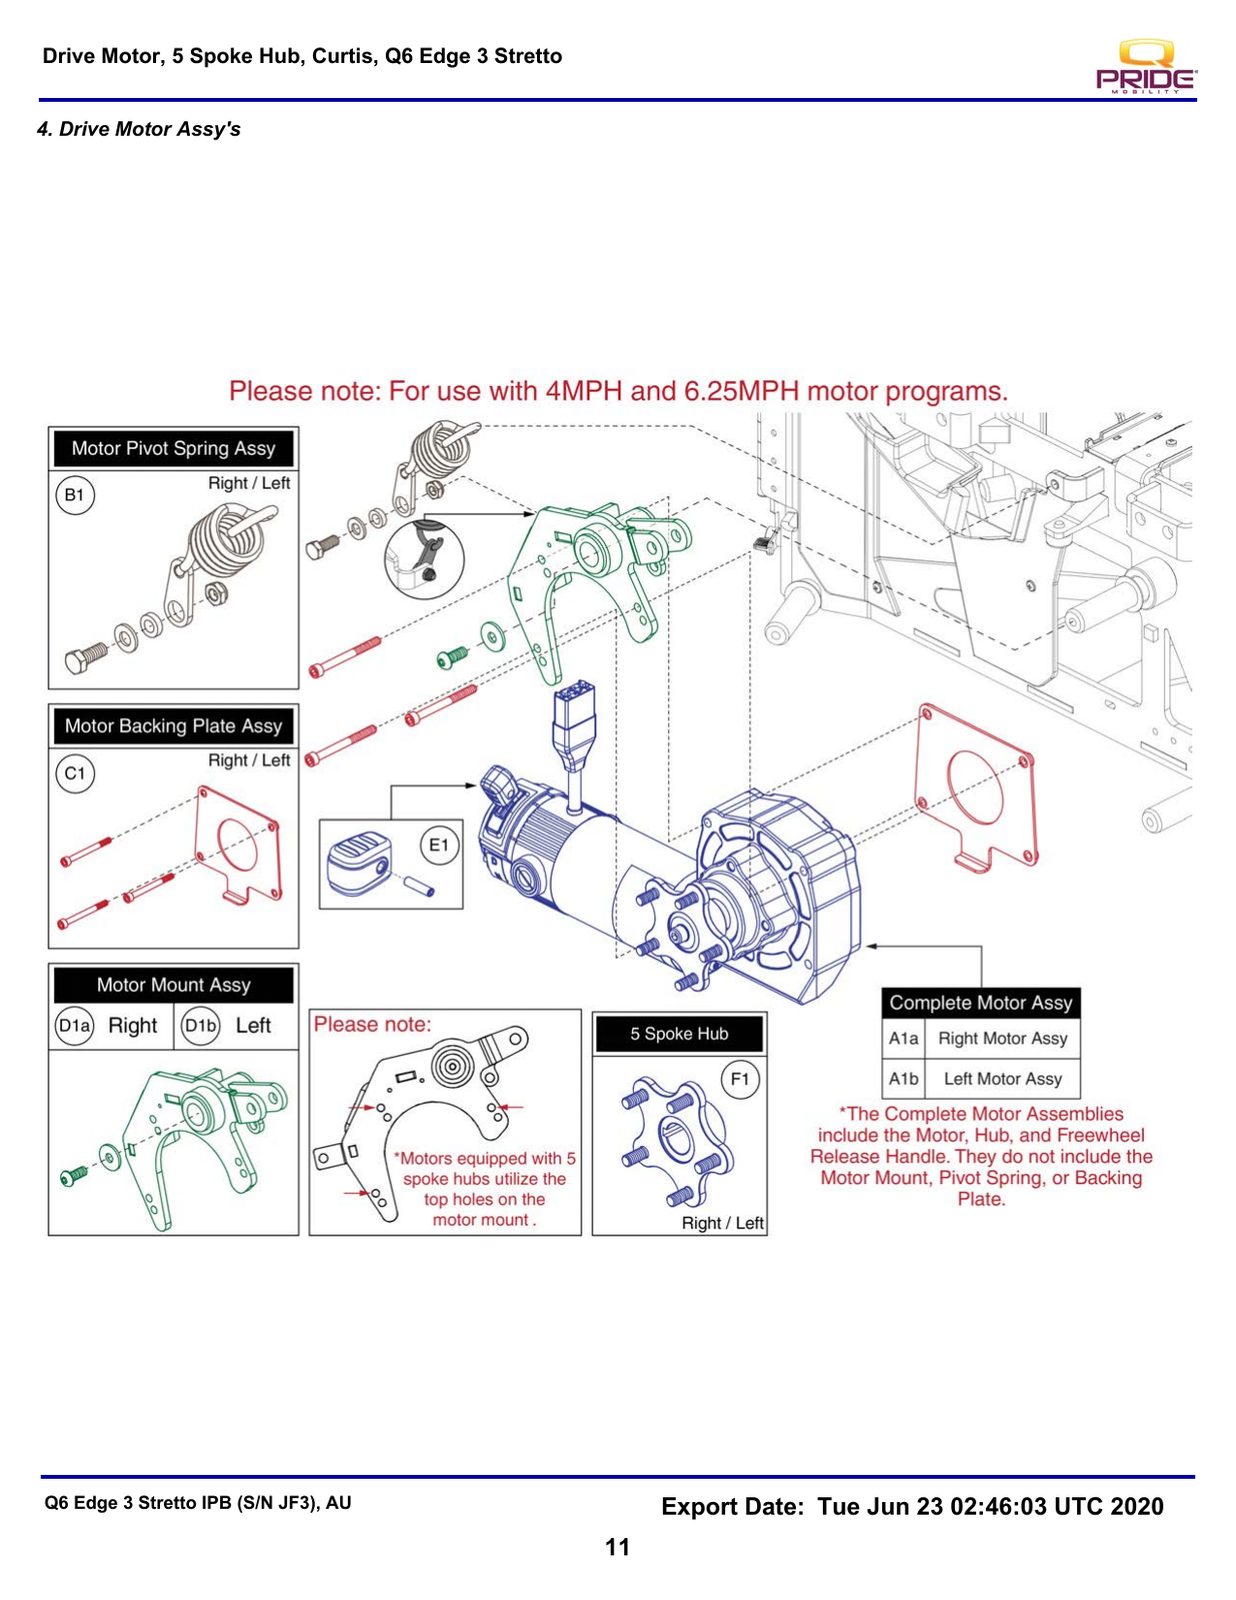 Drive Motor, 5 Spoke Hub, Curtis, Q6 Edge 3 Stretto
PRIDE
MOBILITY
4. Drive Motor Assy's
Please note: For use with 4MPH and 6.25MPH motor programs.
Motor Pivot Spring Assy
B1
Right / Left
Motor Backing Plate Assy
C1
Right / Left
E1
Motor Mount Assy
D1a Right D1b Left
Please note:
*Motors equipped with 5
spoke hubs utilize the
top holes on the
motor mount .
5 Spoke Hub
F1
Right / Left
Complete Motor Assy
A1a Right Motor Assy
A1b Left Motor Assy
*The Complete Motor Assemblies
include the Motor, Hub, and Freewheel
Release Handle. They do not include the
Motor Mount, Pivot Spring, or Backing
Plate.
Q6 Edge 3 Stretto IPB (S/N JF3), AU
Export Date: Tue Jun 23 02:46:03 UTC 2020
11